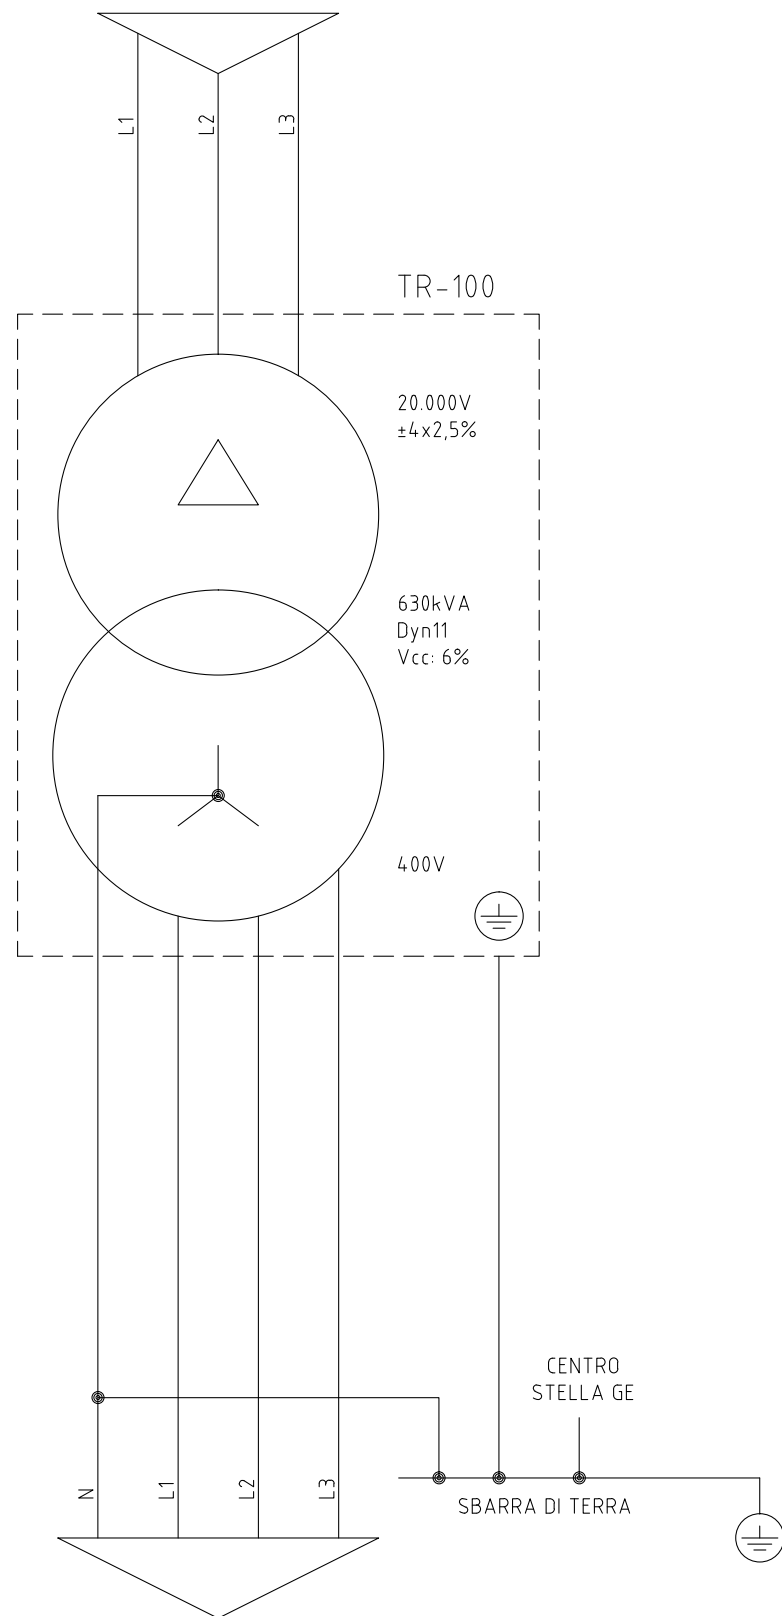 L1
L2
L3
TR-100
20.000V
±4x2,5%
630kVA
Dyn11
Vcc: 6%
400V
CENTRO
STELLA GE
N
L1
L2
L3
SBARRA DI TERRA